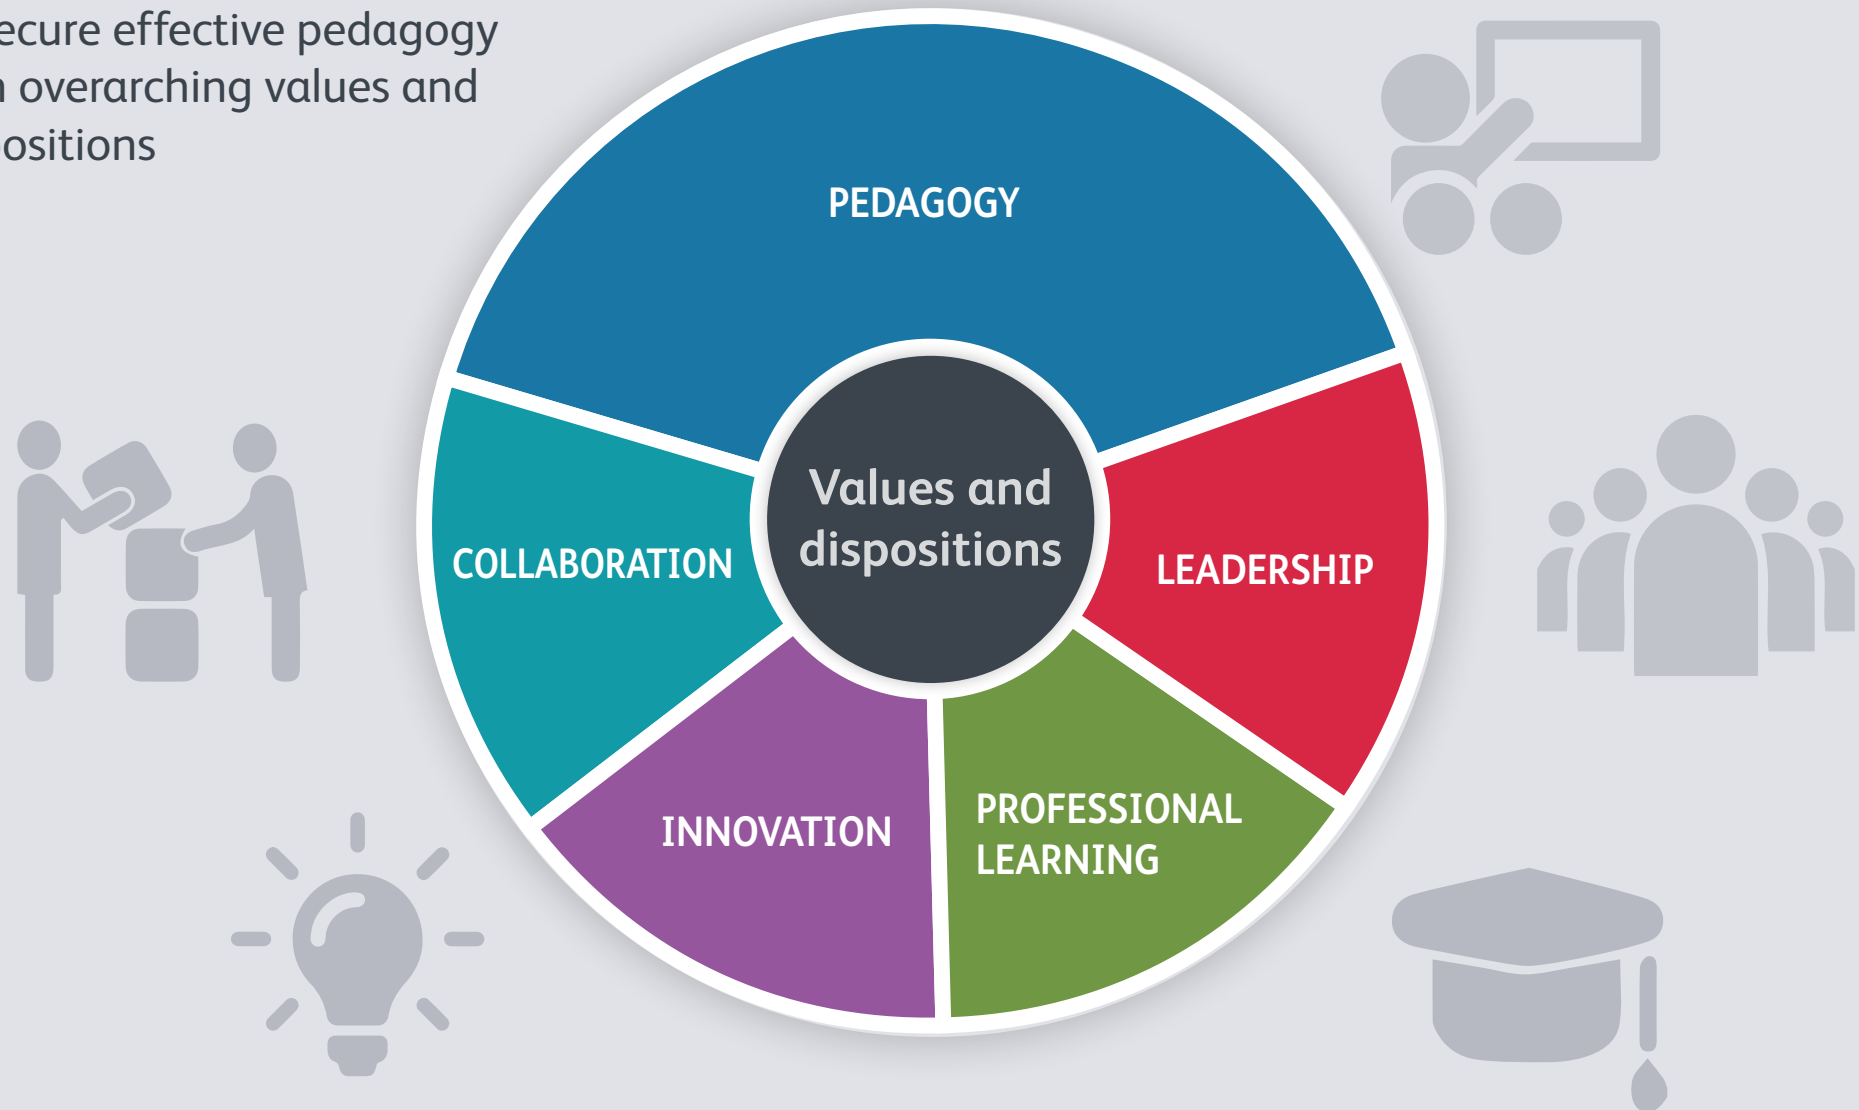 ecure effective pedagogy
overarching values and
ositions
PEDAGOGY
Values and
dispositions
COLLABORATION
LEADERSHIP
INNOVATION
PROFESSIONAL
LEARNING